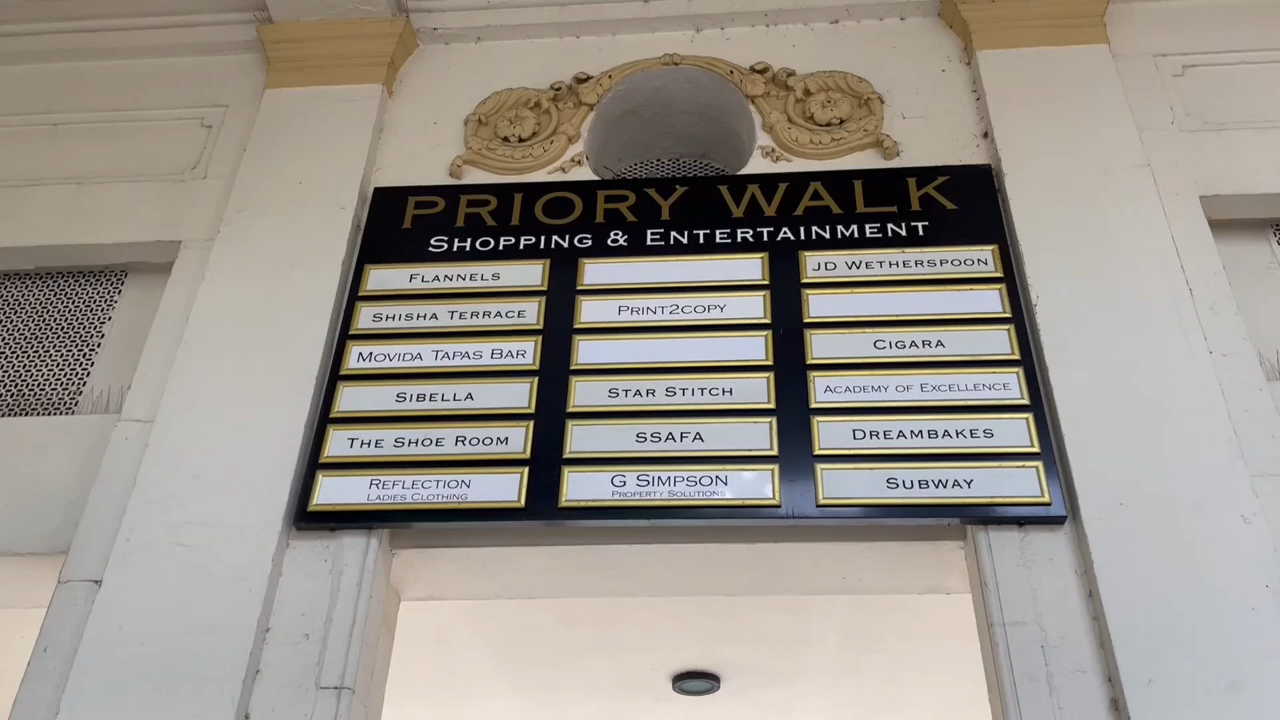 PRIORY WALK
SHOPPING & ENTERTAINMENT
FLANNELS
SHISHA TERRACE
MOVIDA TAPAS BAR
SIBELLA
THE SHOE ROOM
REFLECTION
LADIES CLOTHING
PRINT2COPY
STAR STITCH
SSAFA
G SIMPSON
PROPERTY SOLUTIONS
JD WETHERSPOON
CIGARA
ACADEMY OF EXCELLENCE
DREAMBAKES
SUBWAY